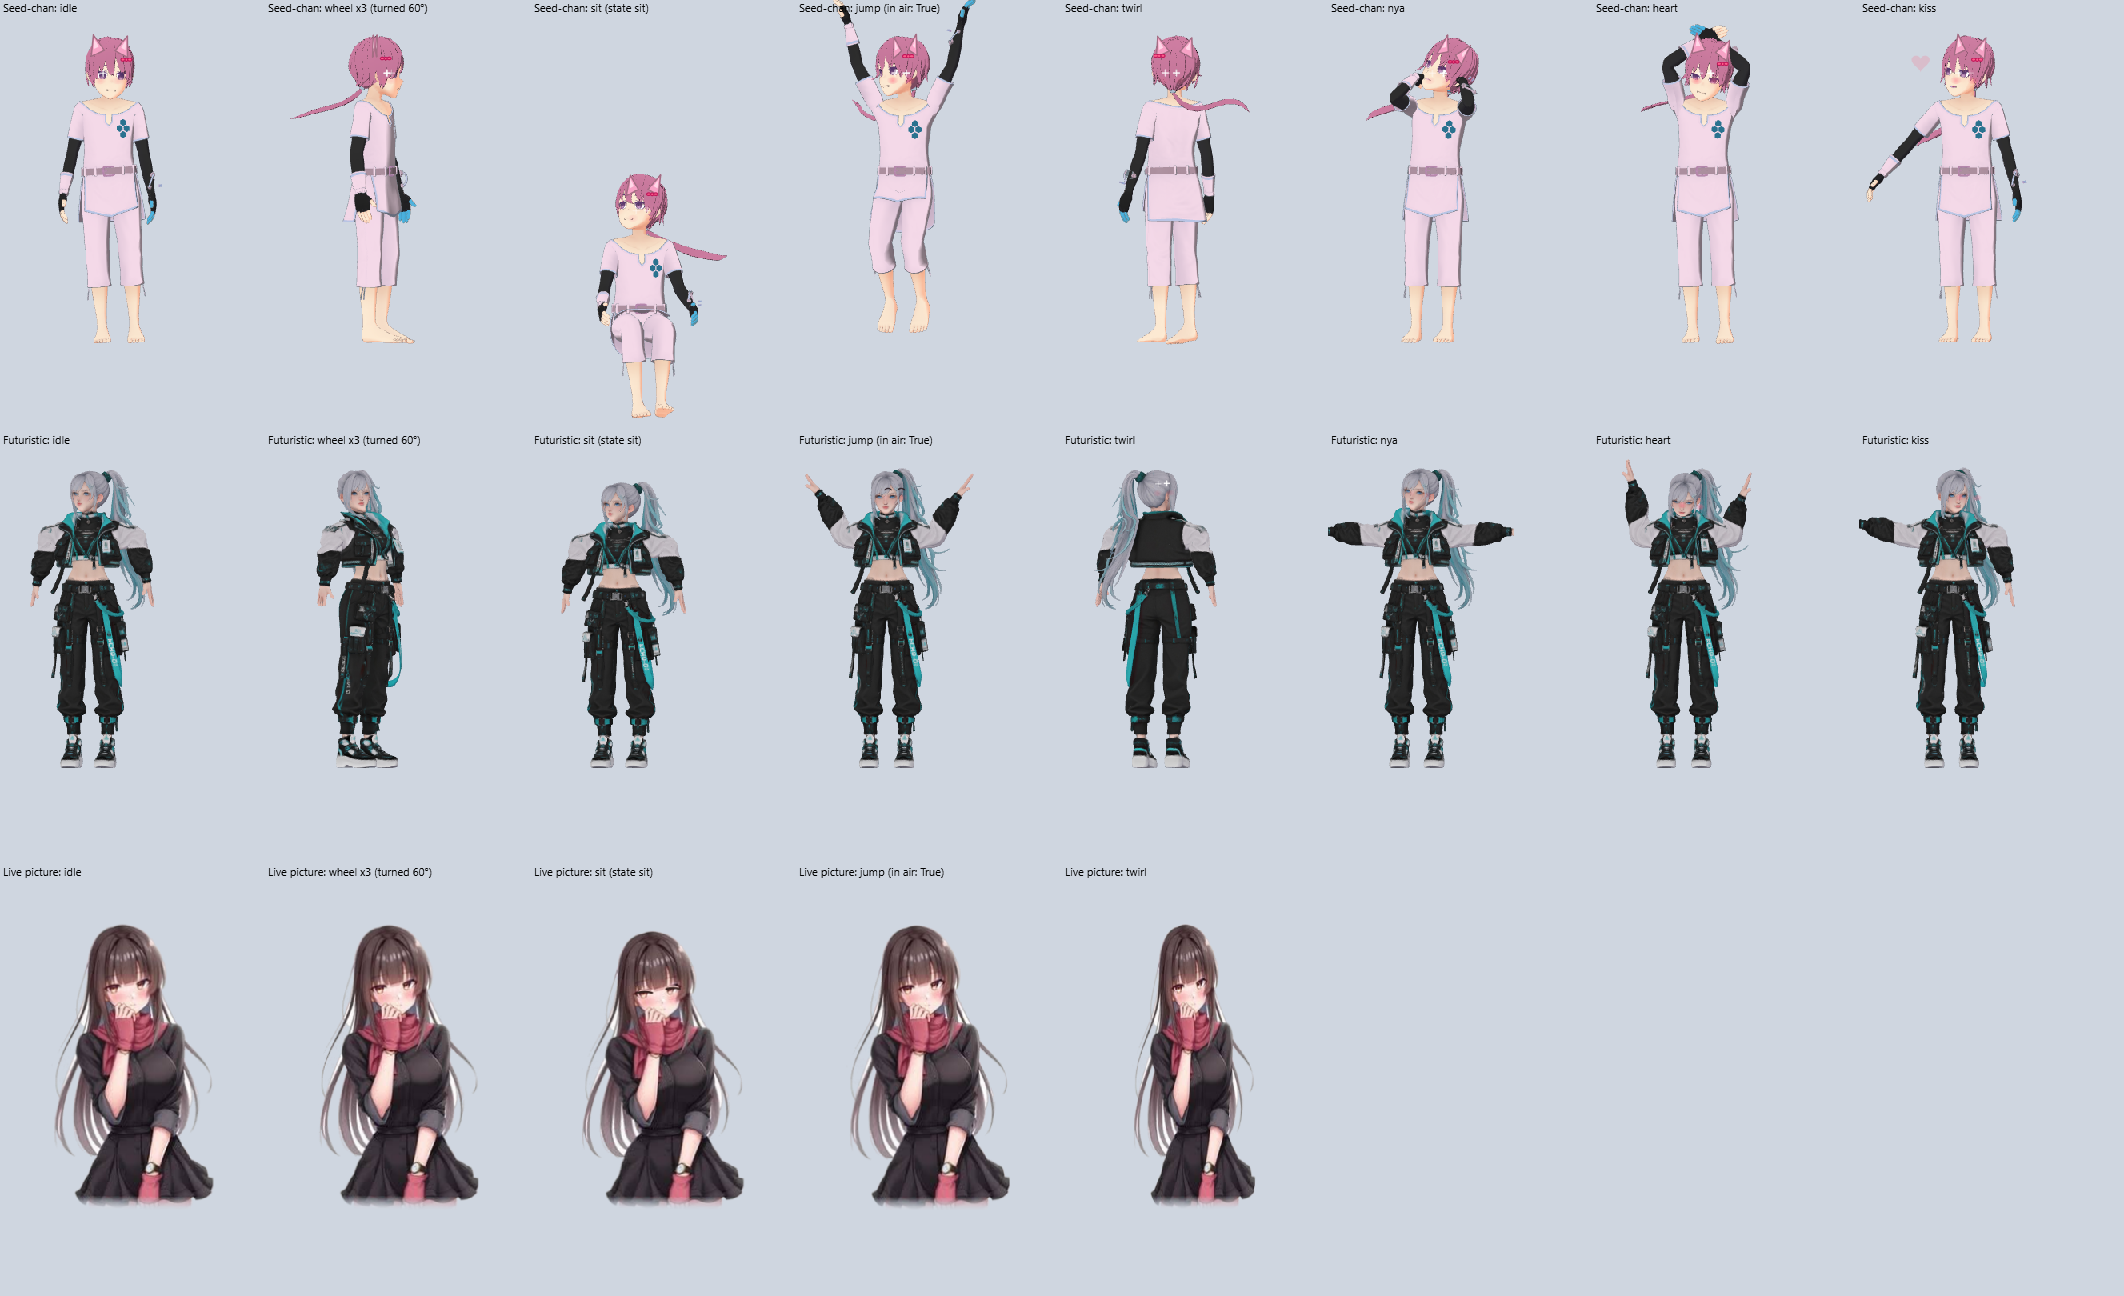 Seed-chan: idle
Seed-chan: wheel x3 (turned 60°)
Seed-chan: sit (state sit)
Seed-chan: jump (in air: True)
Seed-chan: twirl
Seed-chan: nya
Seed-chan: heart
Seed-chan: kiss
Futuristic: idle
Futuristic: wheel x3 (turned 60°)
Futuristic: sit (state sit)
Futuristic: jump (in air: True)
Futuristic: twirl
Futuristic: nya
Futuristic: heart
Futuristic: kiss
Live picture: idle
Live picture: wheel x3 (turned 60°)
Live picture: sit (state sit)
Live picture: jump (in air: True)
Live picture: twirl